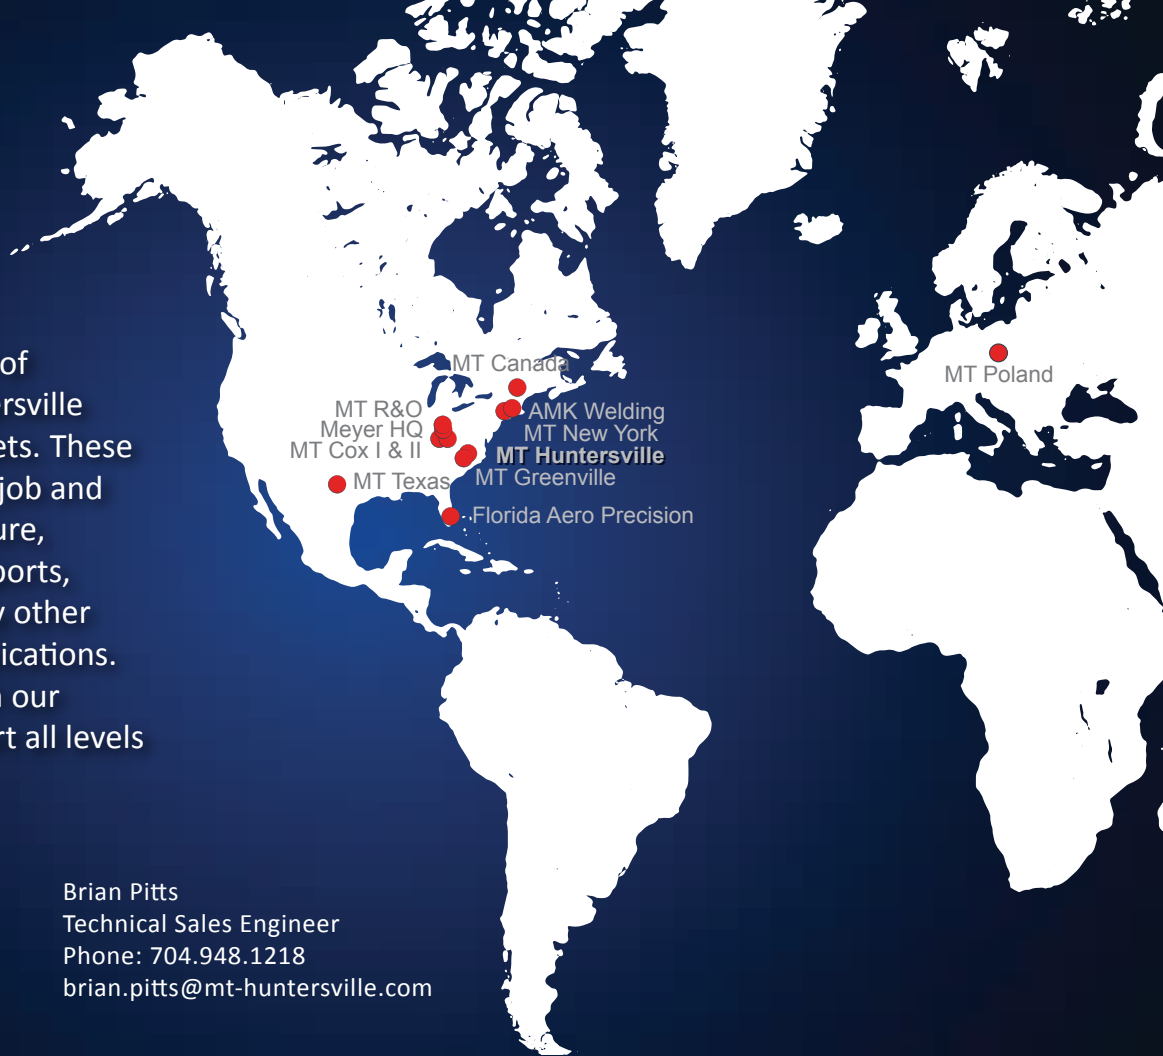 of
ersville
ets. These
job and
ure,
ports,
y other
ications.
n our
rt all levels
MT Canada
MT R&O
Meyer HQ
MT Cox I & II
AMK Welding
MT New York
MT Huntersville
MT Greenville
MT Texas
Florida Aero Precision
MT Poland
Brian Pitts
Technical Sales Engineer
Phone: 704.948.1218
brian.pitts@mt-huntersville.com